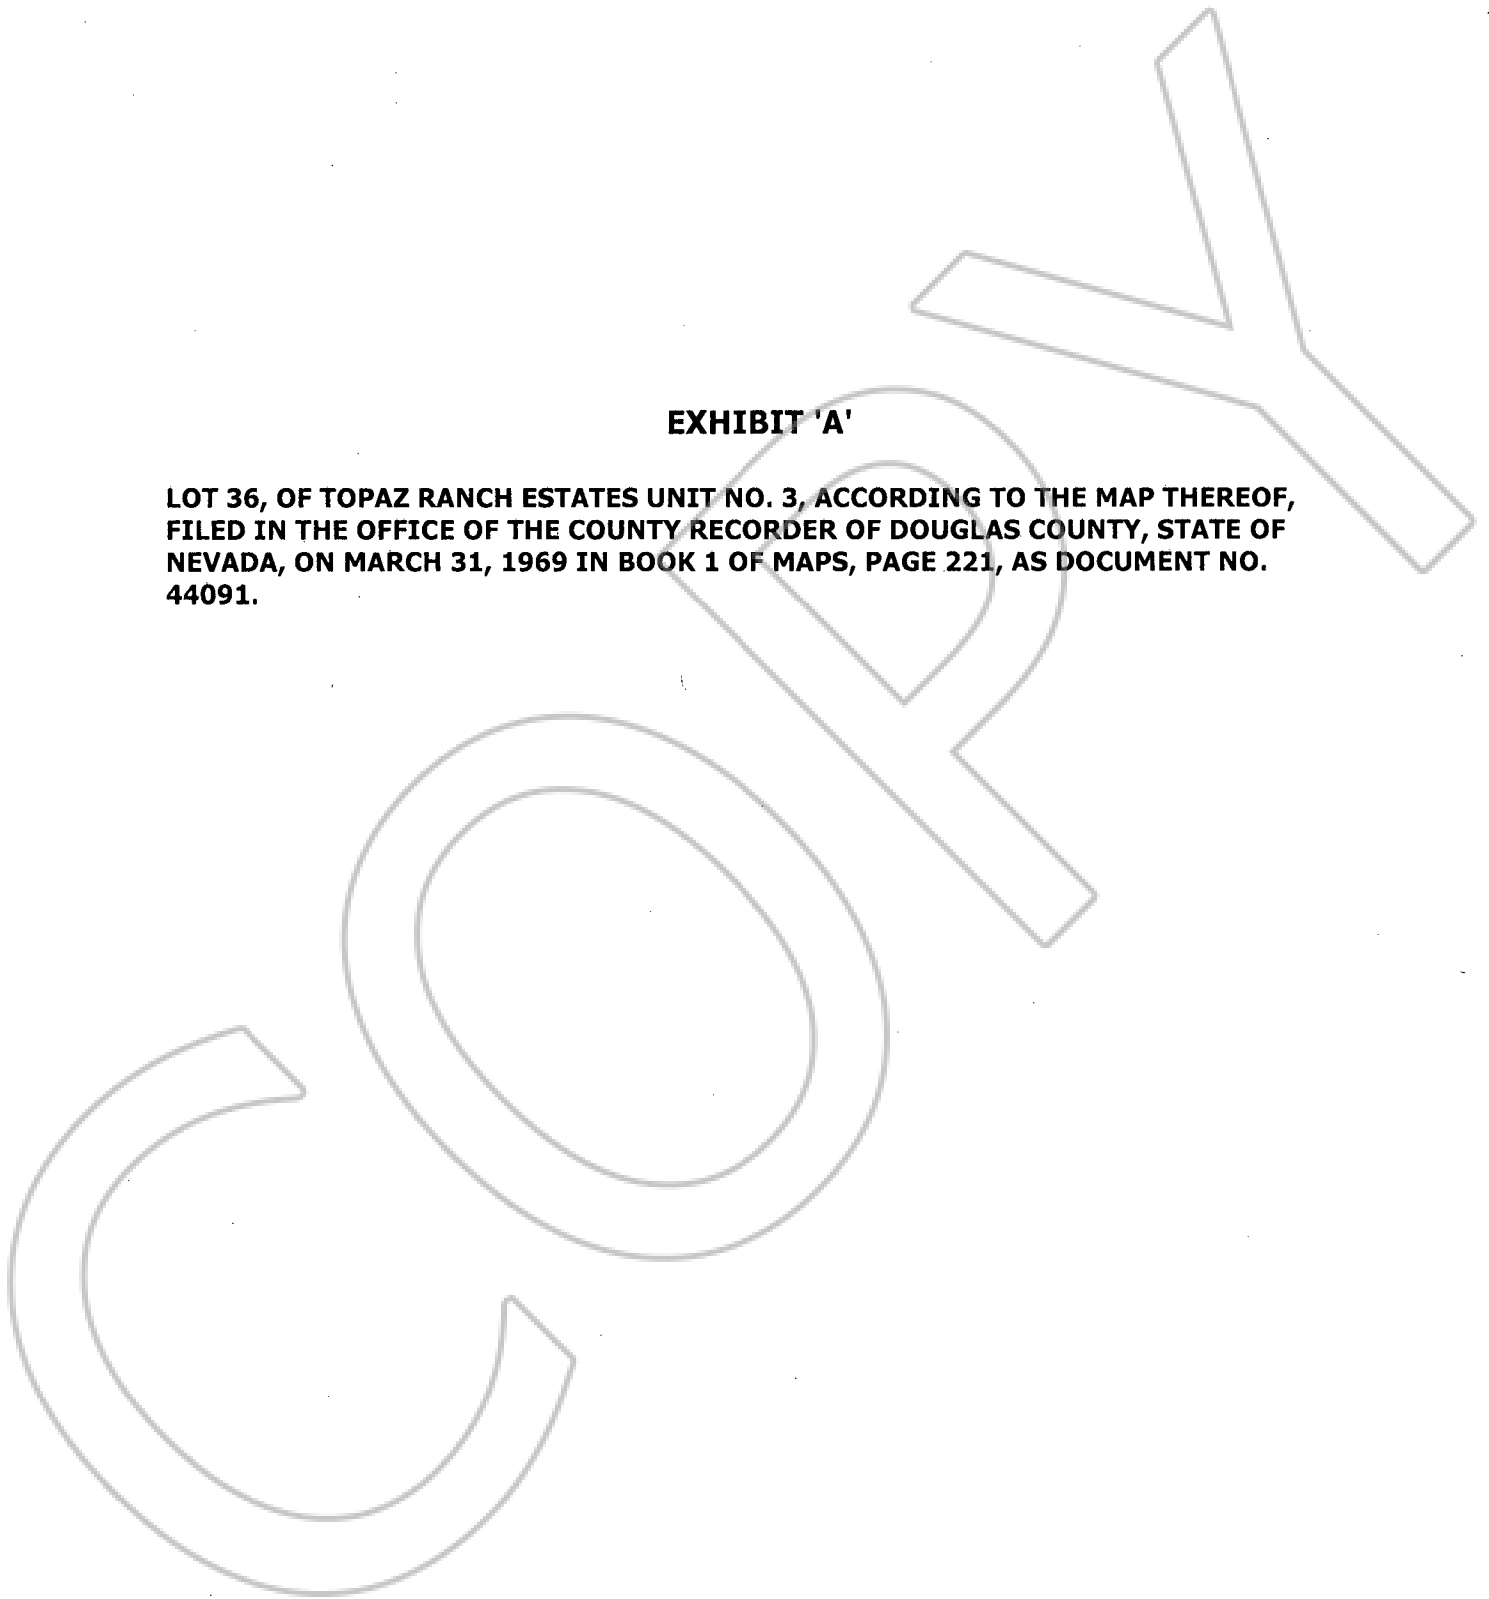 EXHIBIT 'A'
LOT 36, OF TOPAZ RANCH ESTATES UNIT NO. 3, ACCORDING TO THE MAP THEREOF,
FILED IN THE OFFICE OF THE COUNTY RECORDER OF DOUGLAS COUNTY, STATE OF
NEVADA, ON MARCH 31, 1969 IN BOOK 1 OF MAPS, PAGE 221, AS DOCUMENT NO.
44091.
COPY